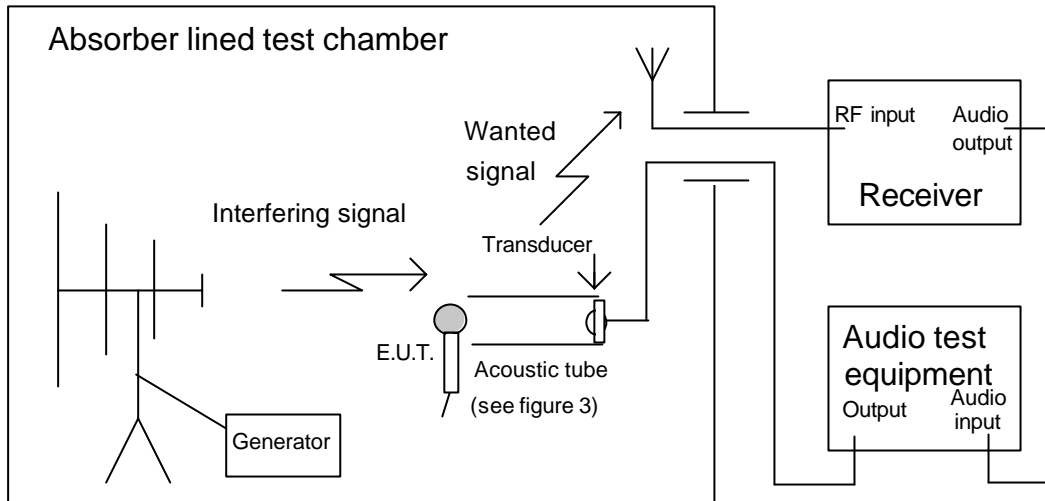 Absorber lined test chamber
RF input
Audio
output
Receiver
Wanted
signal
Interfering signal
Transducer
E.U.T.
Acoustic tube
(see figure 3)
Generator
Audio test
equipment
Output
Audio
input